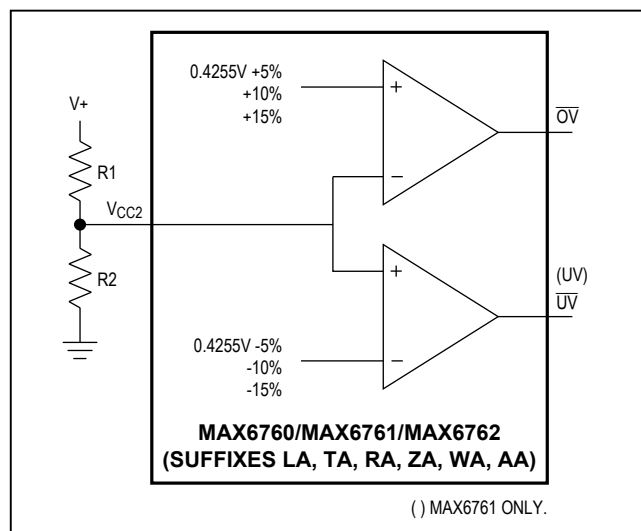 0.4255V +5%
+10%
+15%
V+
R1
VCC2
R2
+
−
OV
+
−
(UV)
UV
0.4255V -5%
-10%
-15%
MAX6760/MAX6761/MAX6762
(SUFFIXES LA, TA, RA, ZA, WA, AA)
( ) MAX6761 ONLY.